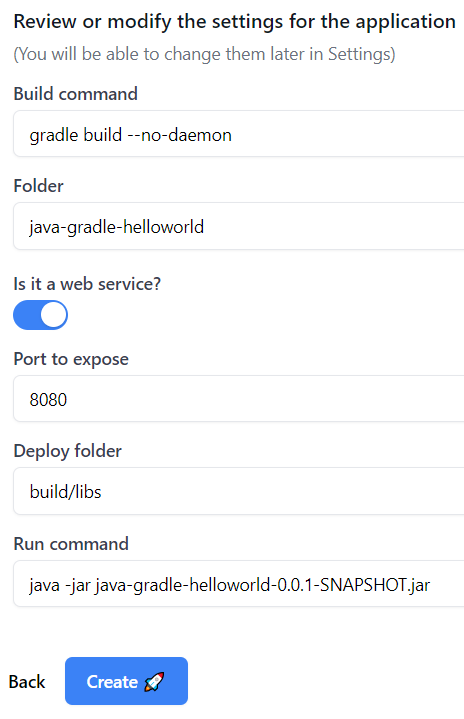 Review or modify the settings for the application
(You will be able to change them later in Settings)
Build command
gradle build --no-daemon
Folder
java-gradle-helloworld
Is it a web service?
Port to expose
8080
Deploy folder
build/libs
Run command
java -jar java-gradle-helloworld-0.0.1-SNAPSHOT.jar
Back Create 🚀